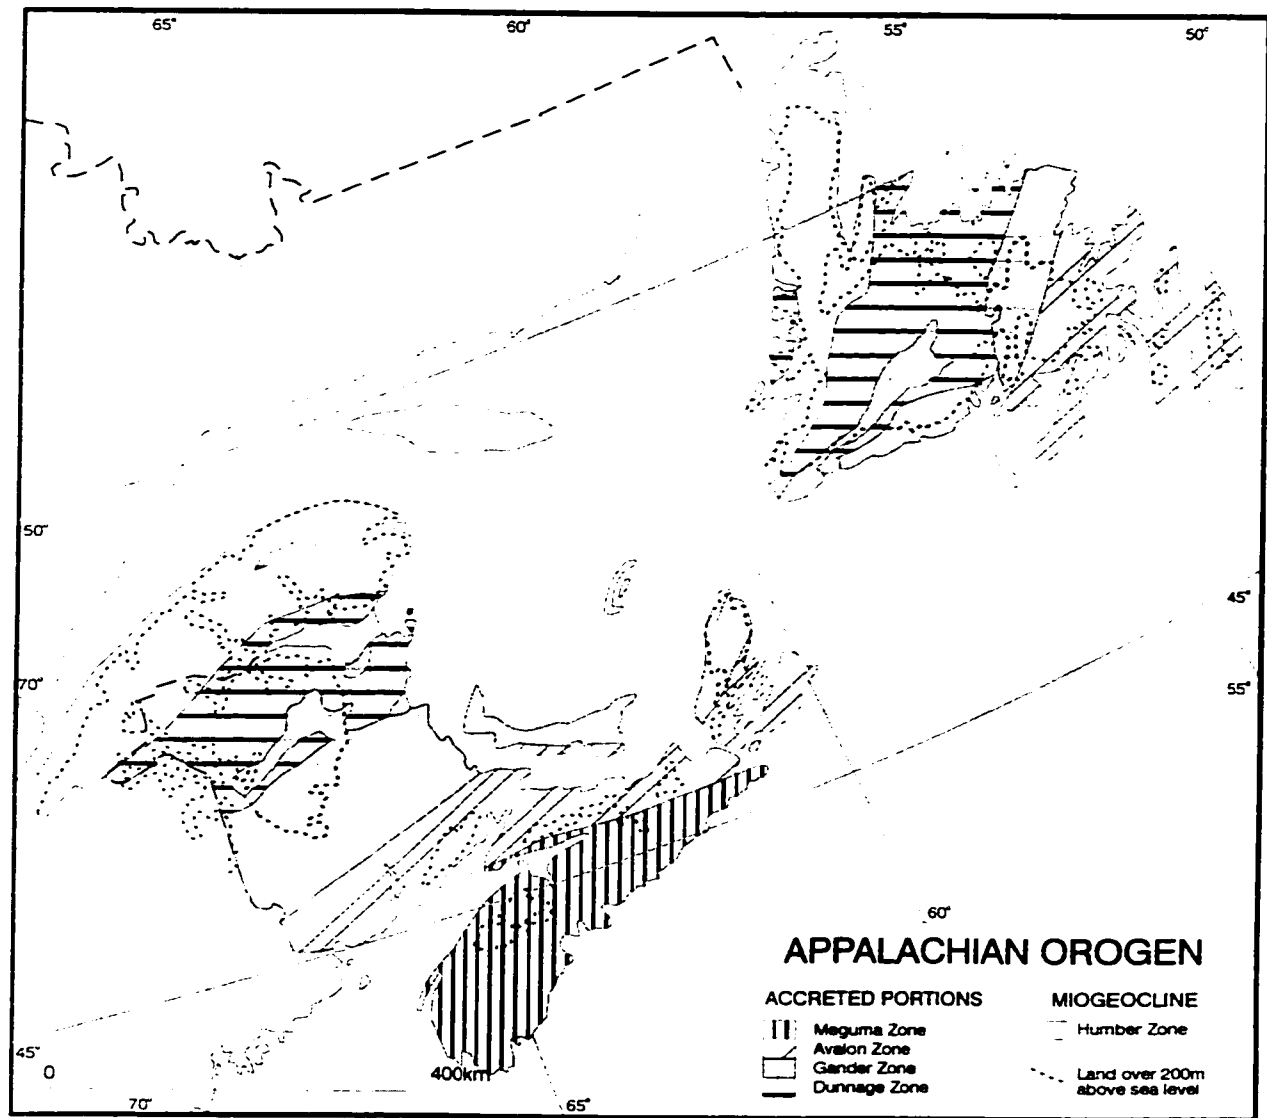 65°
60°
55°
50°
50°
45°
70°
55°
60°
APPALACHIAN OROGEN
ACCRETED PORTIONS
MIOGEOCLINE
Meguma Zone
Humber Zone
Avalon Zone
Gander Zone
Land over 200m
Dunnage Zone
above sea level
45°
0
400km
70°
65°